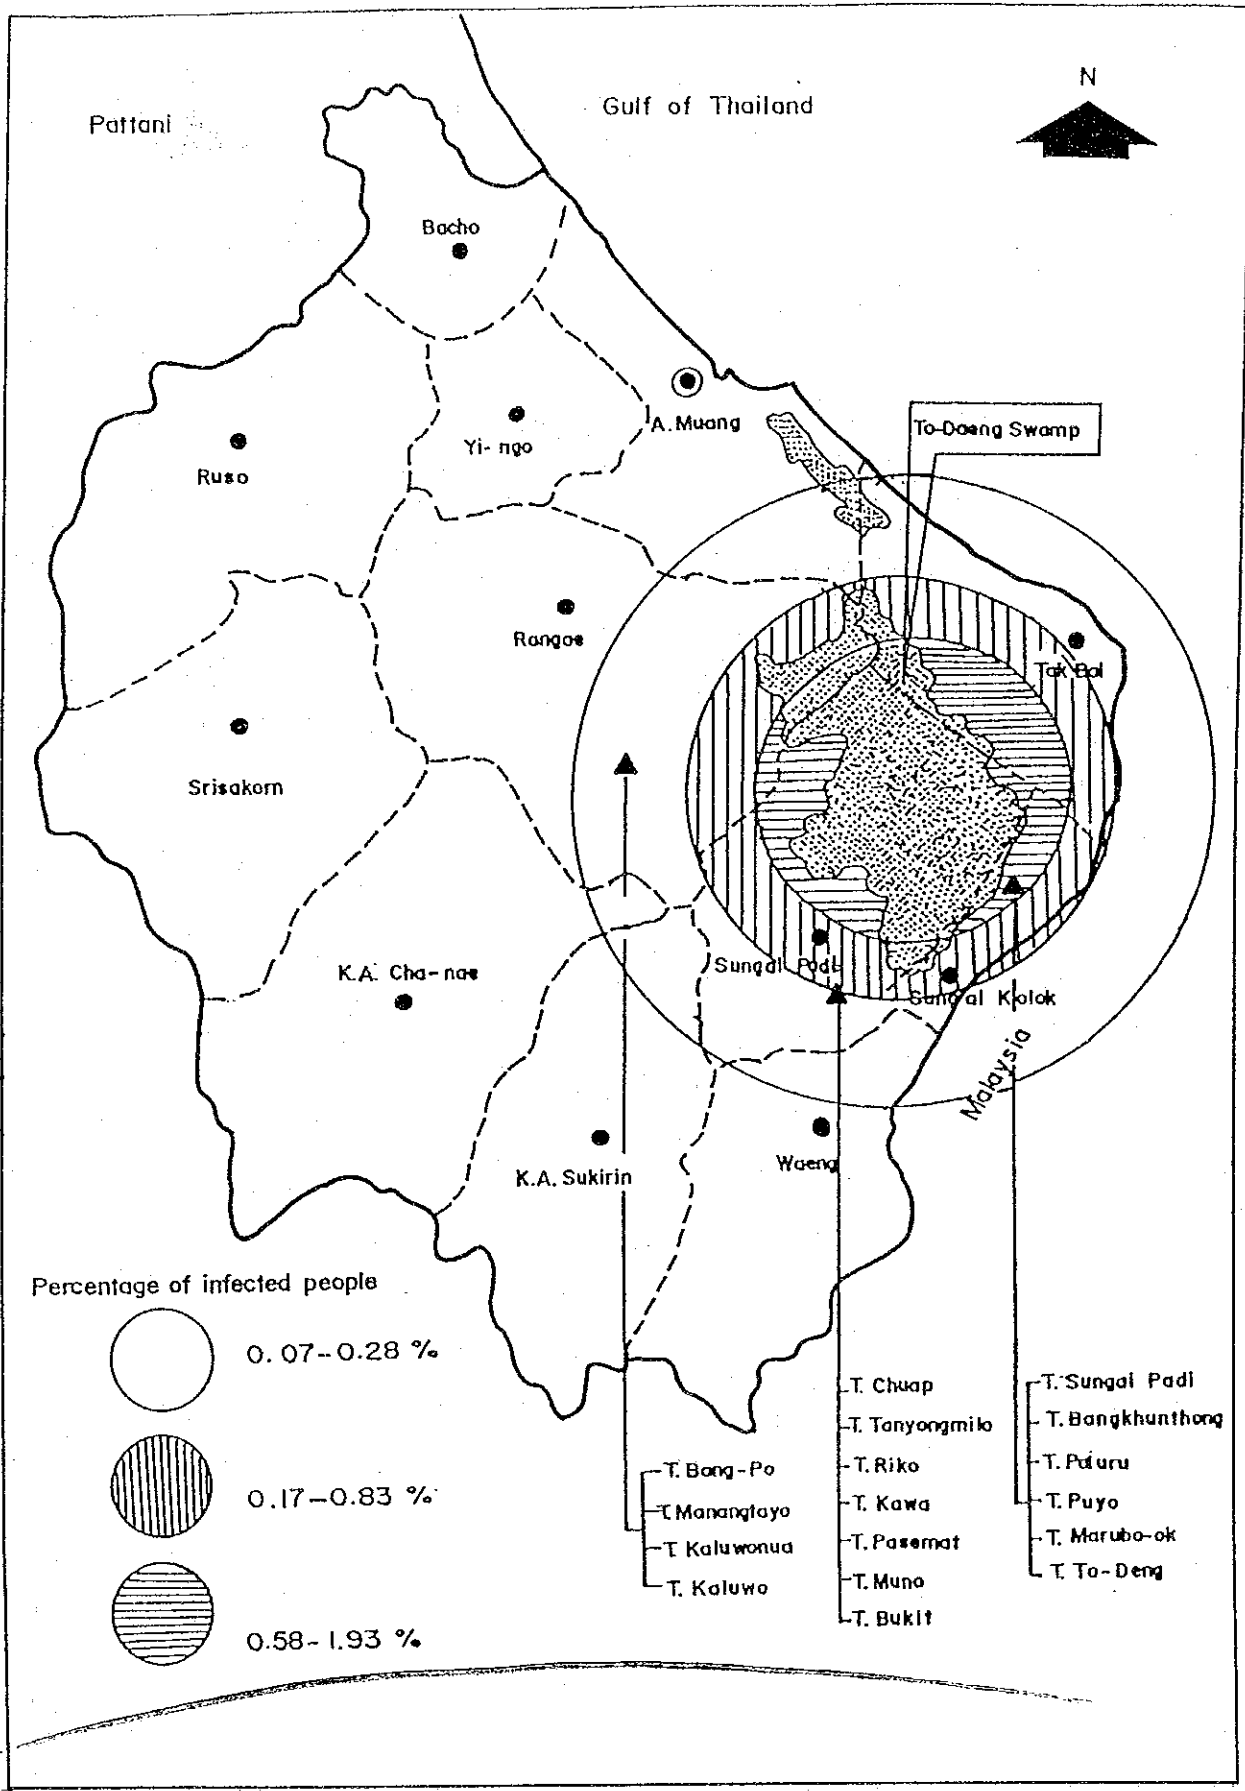 N
Gulf of Thailand
Pattani
Bacho
A. Muang
To-Daeng Swamp
Yi-ngo
Ruso
Rangae
Tak Bai
Srisakorn
K.A. Cha-nae
Sungai Padi
Sungai Kolok
Malaysia
Waeng
K.A. Sukirin
Percentage of infected people
0.07-0.28 %
0.17-0.83 %
0.58-1.93 %
T. Bang-Po
T. Manangtayo
T. Kaluwonua
T. Kaluwo
T. Chuap
T. Tanyongmilo
T. Riko
T. Kawa
T. Pasemat
T. Muno
T. Bukit
T. Sungai Padi
T. Bangkhunthong
T. Paluru
T. Puyo
T. Marubo-ok
T. To-Deng